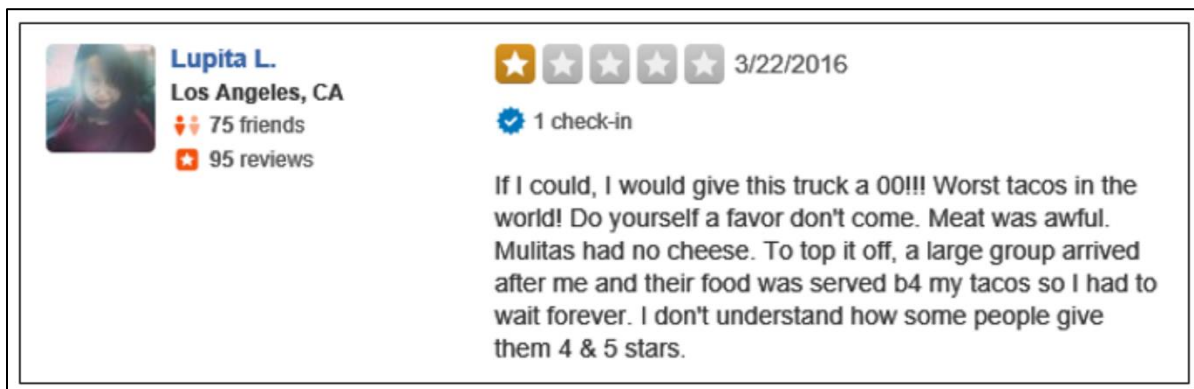 Lupita L.
Los Angeles, CA
75 friends
95 reviews
3/22/2016
1 check-in
If I could, I would give this truck a 00!!! Worst tacos in the
world! Do yourself a favor don't come. Meat was awful.
Mulitas had no cheese. To top it off, a large group arrived
after me and their food was served b4 my tacos so I had to
wait forever. I don't understand how some people give
them 4 & 5 stars.